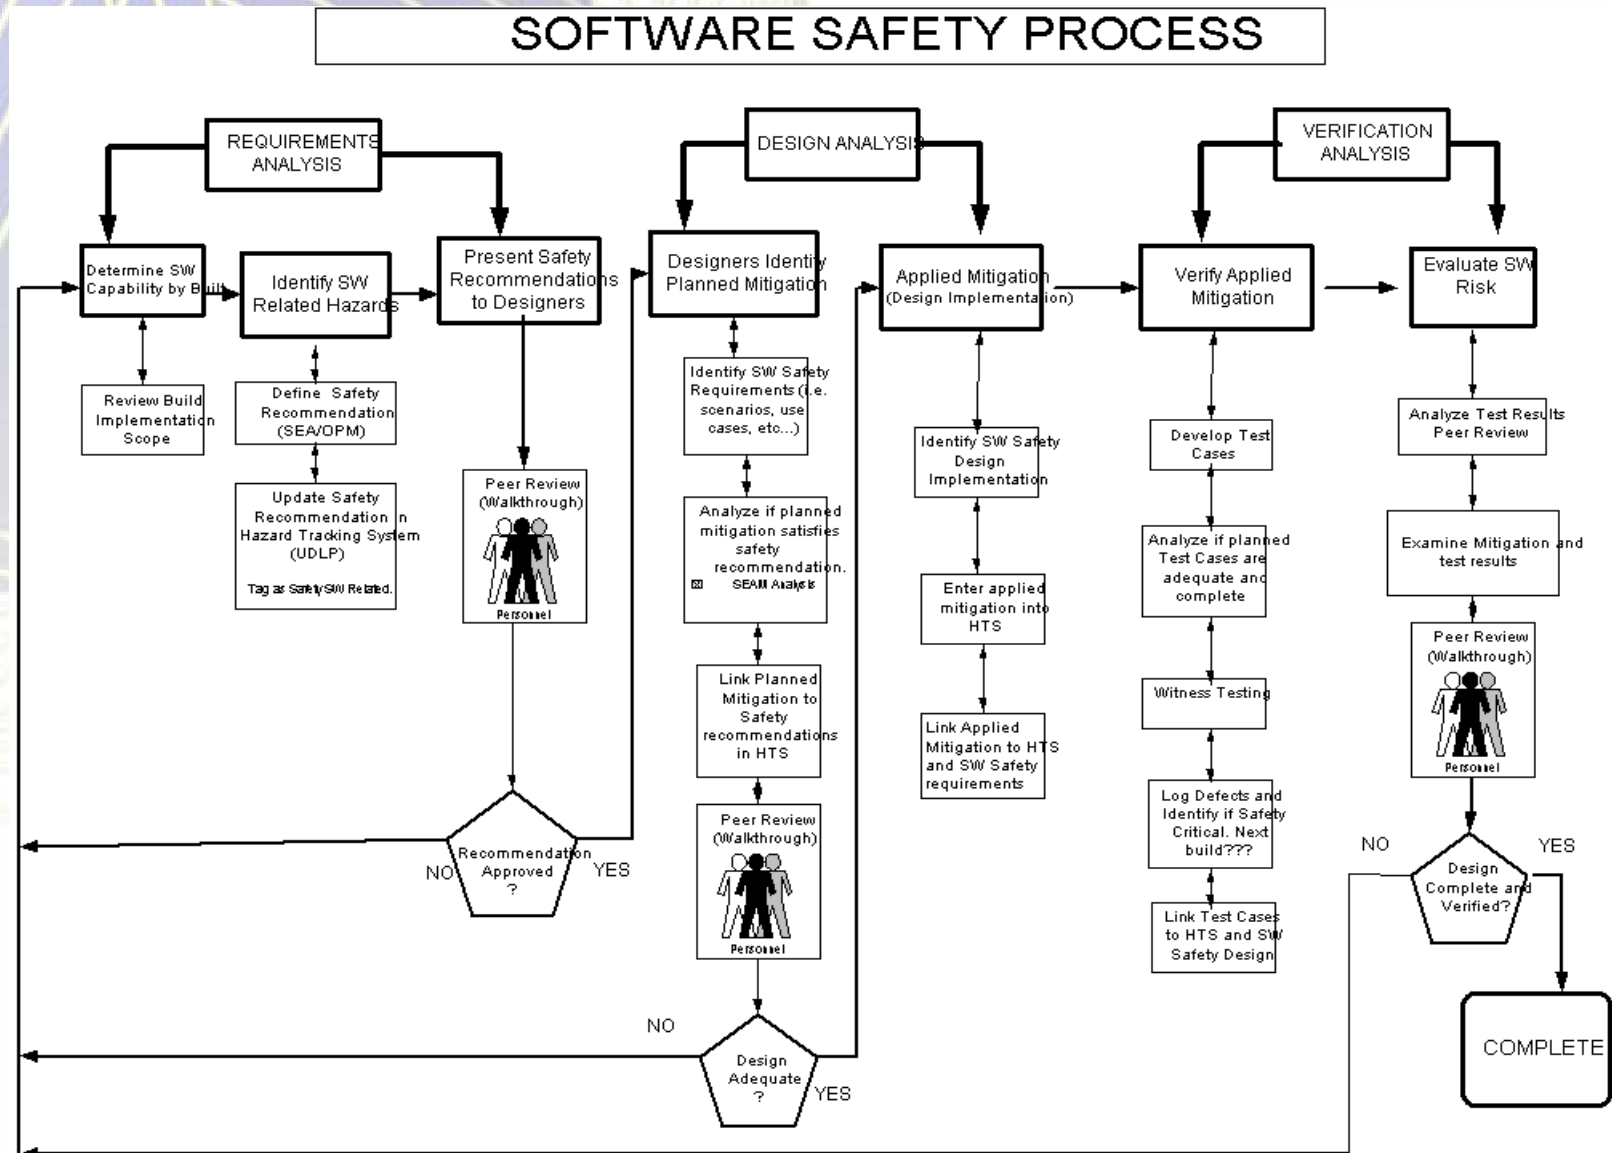 SOFTWARE SAFETY PROCESS
REQUIREMENTS
ANALYSIS
DESIGN ANALYSIS
VERIFICATION
ANALYSIS
Determine SW
Capability by Built
Identify SW
Related Hazards
Present Safety
Recommendations
to Designers
Designers Identify
Planned Mitigation
Applied Mitigation
(Design Implementation)
Verify Applied
Mitigation
Evaluate SW
Risk
Review Build
Implementation
Scope
Define Safety
Recommendation
(SEA/OPM)
Update Safety
Recommendation in
Hazard Tracking System
(UDLP)
Tag as Safety SW Related.
Peer Review
(Walkthrough)
Personnel
Recommendation
Approved
?
NO
YES
Identify SW Safety
Requirements (i.e.
scenarios, use
cases, etc...)
Analyze if planned
mitigation satisfies
safety
recommendation.
SEAM Analysis
Link Planned
Mitigation to
Safety
recommendations
in HTS
Peer Review
(Walkthrough)
Personnel
NO
Design
Adequate
?
YES
Identify SW Safety
Design
Implementation
Enter applied
mitigation into
HTS
Link Applied
Mitigation to HTS
and SW Safety
requirements
Develop Test
Cases
Analyze if planned
Test Cases are
adequate and
complete
Witness Testing
Log Defects and
Identify if Safety
Critical. Next
build???
Link Test Cases
to HTS and SW
Safety Design
Analyze Test Results
Peer Review
Examine Mitigation and
test results
Peer Review
(Walkthrough)
Personnel
NO
YES
Design
Complete and
Verified?
COMPLETE